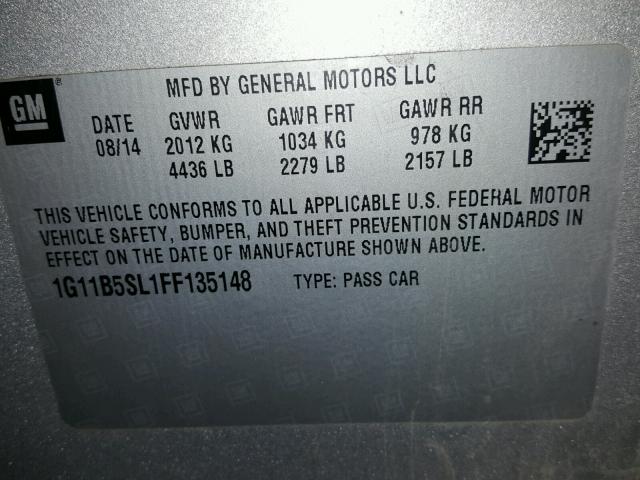 MFD BY GENERAL MOTORS LLC
GM®
DATE GVWR GAWR FRT GAWR RR
08/14 2012 KG 1034 KG 978 KG
4436 LB 2279 LB 2157 LB
THIS VEHICLE CONFORMS TO ALL APPLICABLE U.S. FEDERAL MOTOR
VEHICLE SAFETY, BUMPER, AND THEFT PREVENTION STANDARDS IN
EFFECT ON THE DATE OF MANUFACTURE SHOWN ABOVE.
1G11B5SL1FF135148 TYPE: PASS CAR